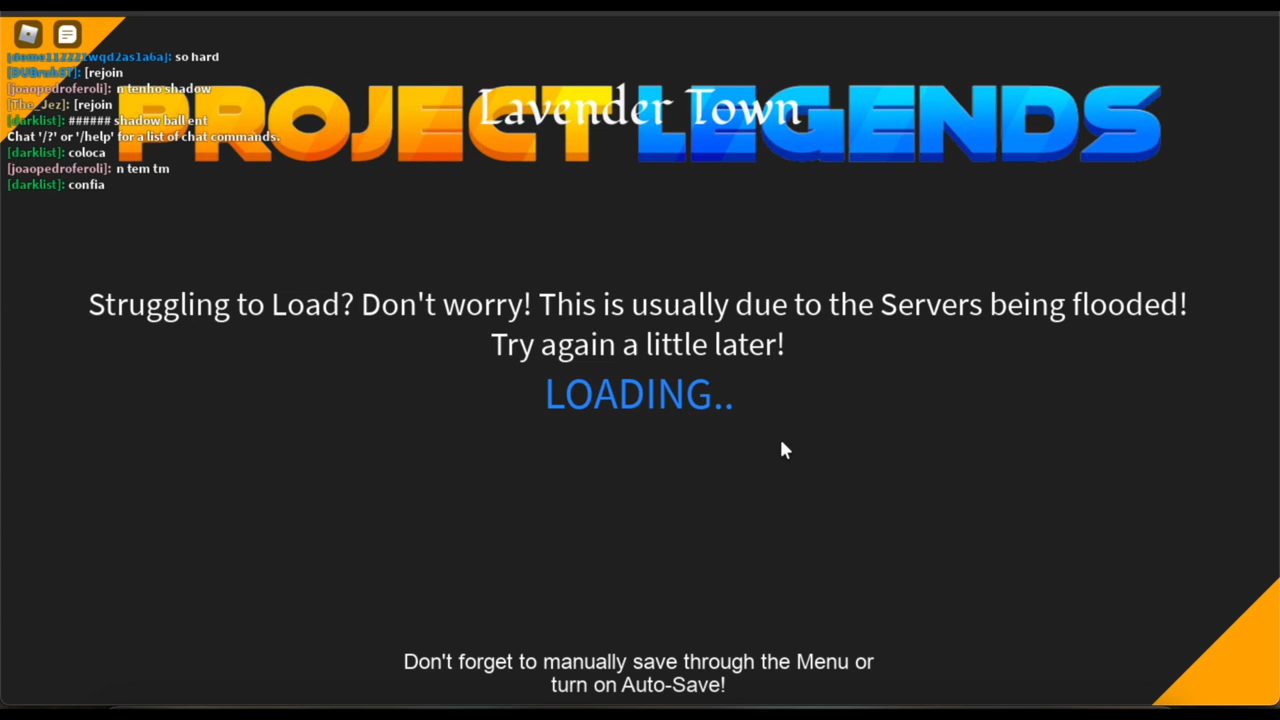 so hard
[DUBruhST]: [rejoin
[joaopedroferoli]: n tenho shadow
[The_Jez]: [rejoin
[darklist]: ###### shadow ball ent
Chat '/?' or '/help' for a list of chat commands.
[darklist]: coloca
[joaopedroferoli]: n tem tm
[darklist]: confia
PROJECT LEGENDS
Lavender Town
Struggling to Load? Don't worry! This is usually due to the Servers being flooded!
Try again a little later!
LOADING..
Don't forget to manually save through the Menu or
turn on Auto-Save!